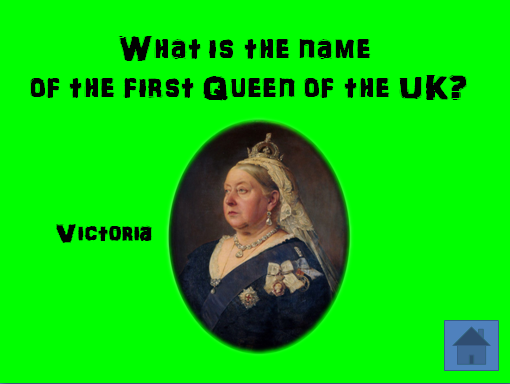 What is the name
of the first Queen of the UK?
Victoria